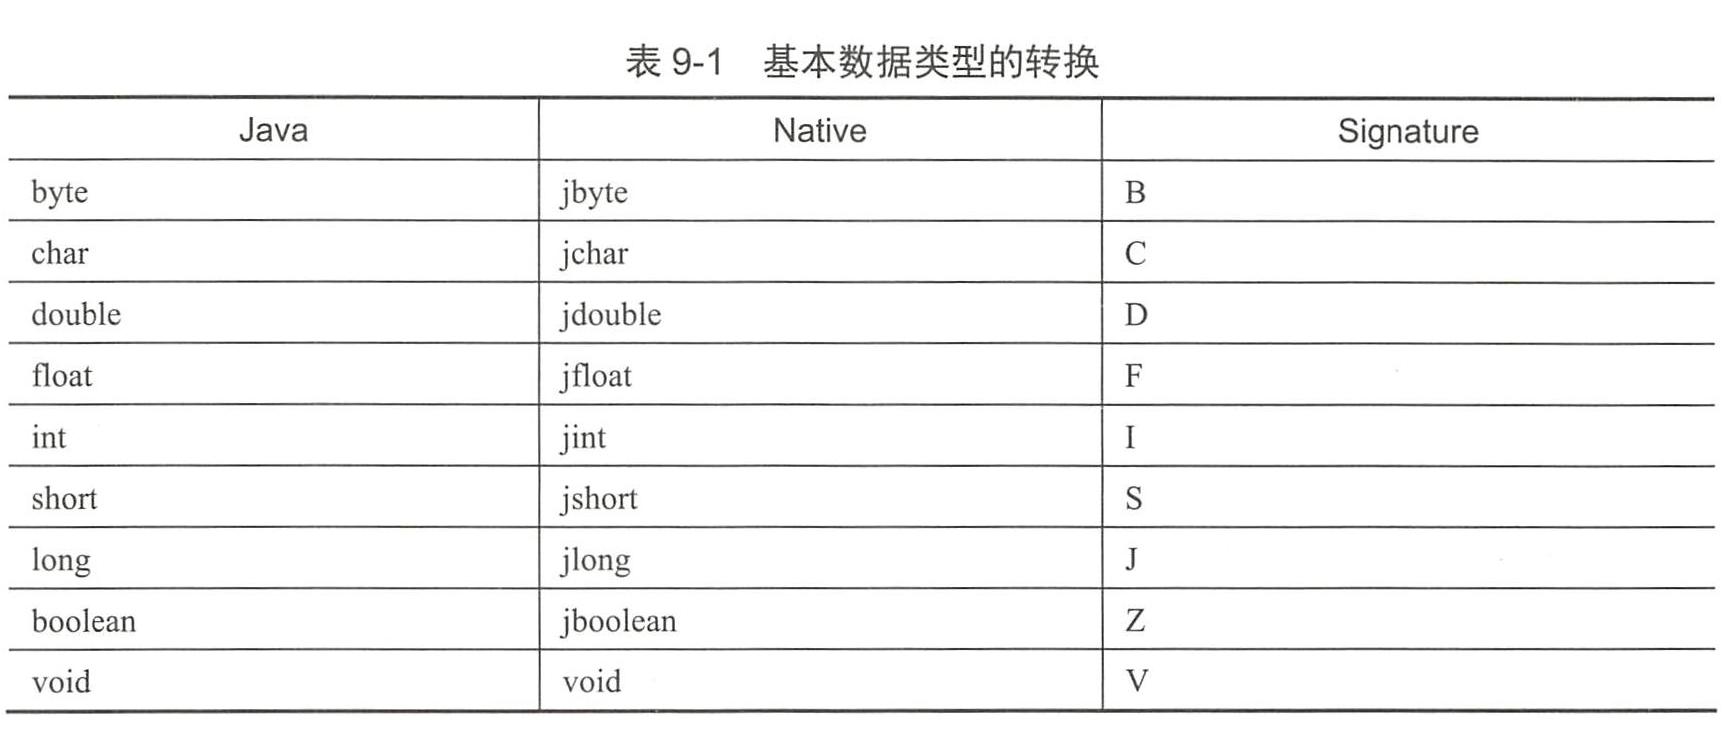 表 9-1 基本数据类型的转换
Java Native Signature
byte jbyte B
char jchar C
double jdouble D
float jfloat F
int jint I
short jshort S
long jlong J
boolean jboolean Z
void void V